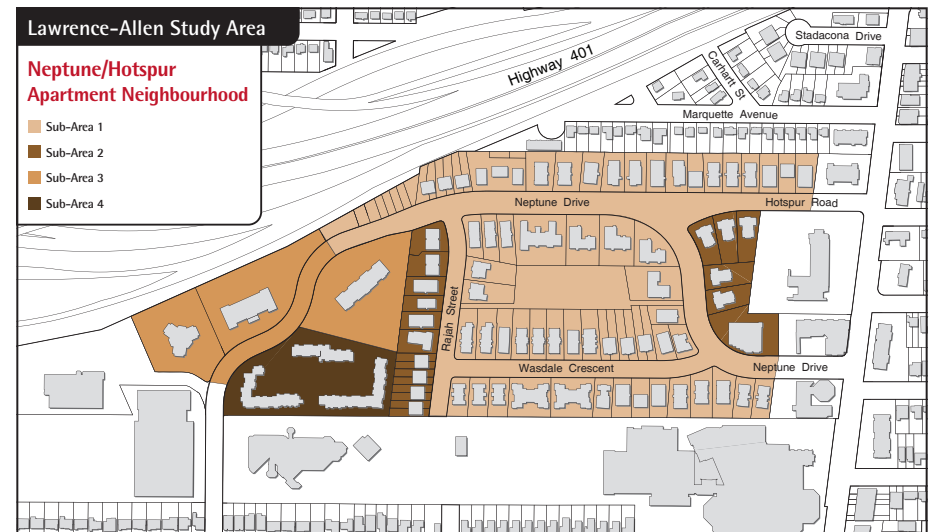 Lawrence-Allen Study Area
Neptune/Hotspur
Apartment Neighbourhood
Sub-Area 1
Sub-Area 2
Sub-Area 3
Sub-Area 4
Highway 401
Stadacona Drive
Carhartt St
Marquette Avenue
Neptune Drive
Hotspur Road
Rajah Street
Wasdale Crescent
Neptune Drive